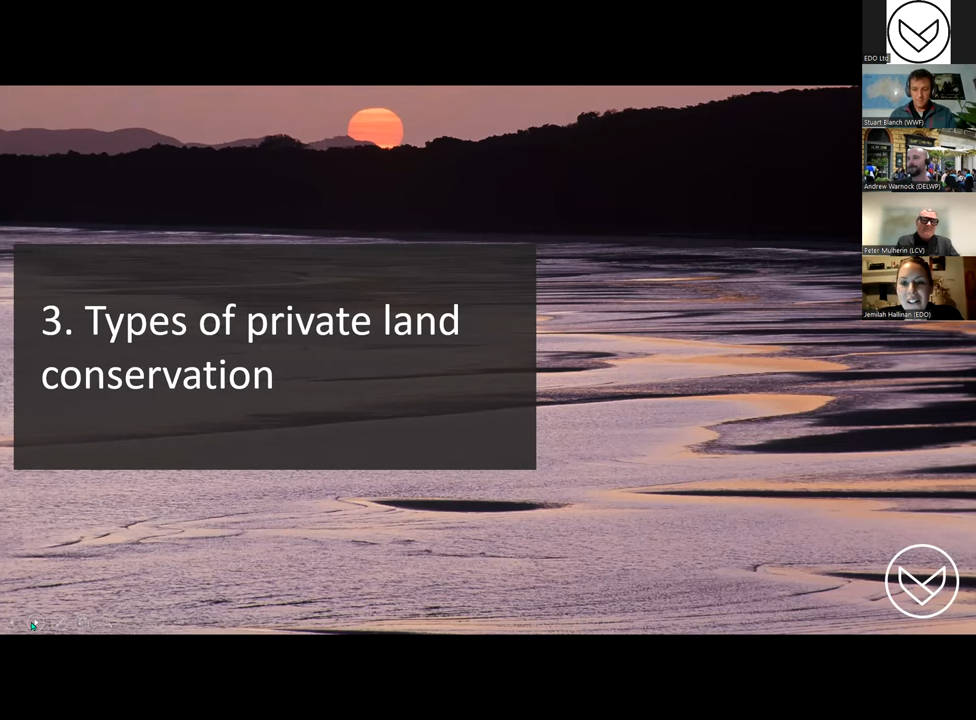 3. Types of private land
conservation
EDO Ltd
Stuart Blanch (WWF)
Andrew Warnock (DELWP)
Peter Mulherin (LCV)
Jemilah Hallinan (EDO)